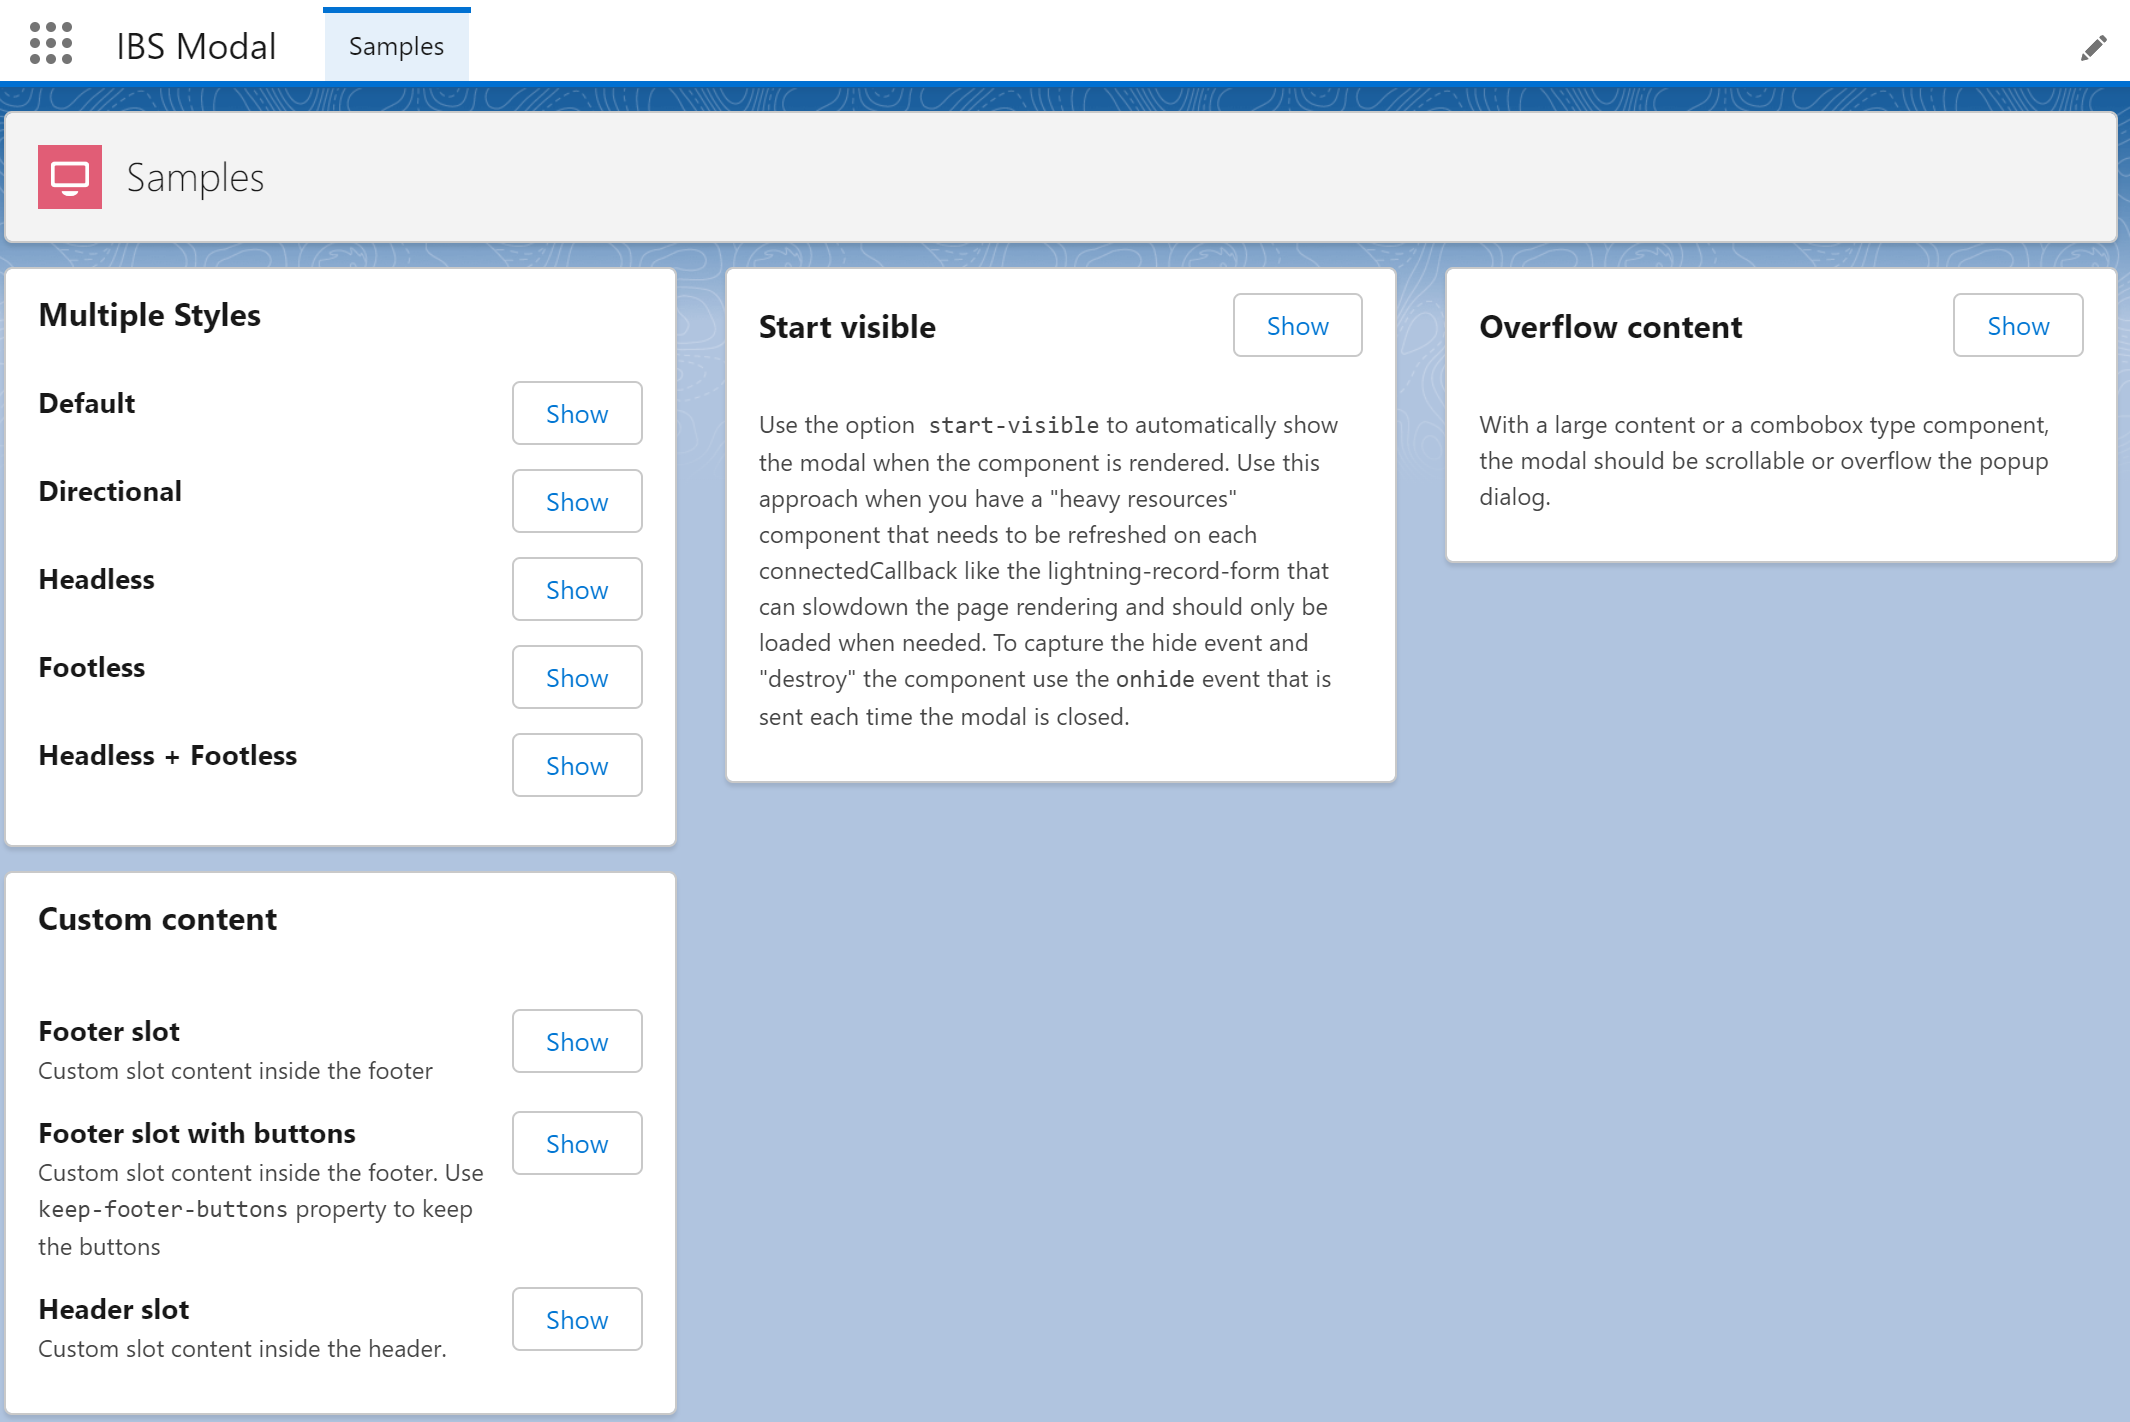 IBS Modal
Samples
Samples
Multiple Styles
Default
Show
Directional
Show
Headless
Show
Footless
Show
Headless + Footless
Show
Custom content
Footer slot
Custom slot content inside the footer
Show
Footer slot with buttons
Custom slot content inside the footer. Use
keep-footer-buttons property to keep
the buttons
Show
Header slot
Custom slot content inside the header.
Show
Start visible
Show
Use the option start-visible to automatically show
the modal when the component is rendered. Use this
approach when you have a "heavy resources"
component that needs to be refreshed on each
connectedCallback like the lightning-record-form that
can slowdown the page rendering and should only be
loaded when needed. To capture the hide event and
"destroy" the component use the onhide event that is
sent each time the modal is closed.
Overflow content
Show
With a large content or a combobox type component,
the modal should be scrollable or overflow the popup
dialog.